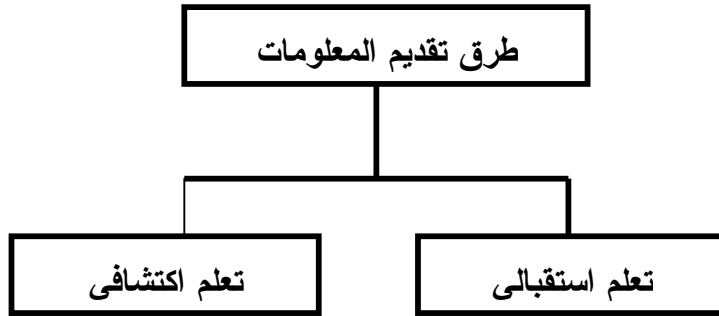 طرق تقديم المعلومات
تعلم استقبالى
تعلم اكتشافى